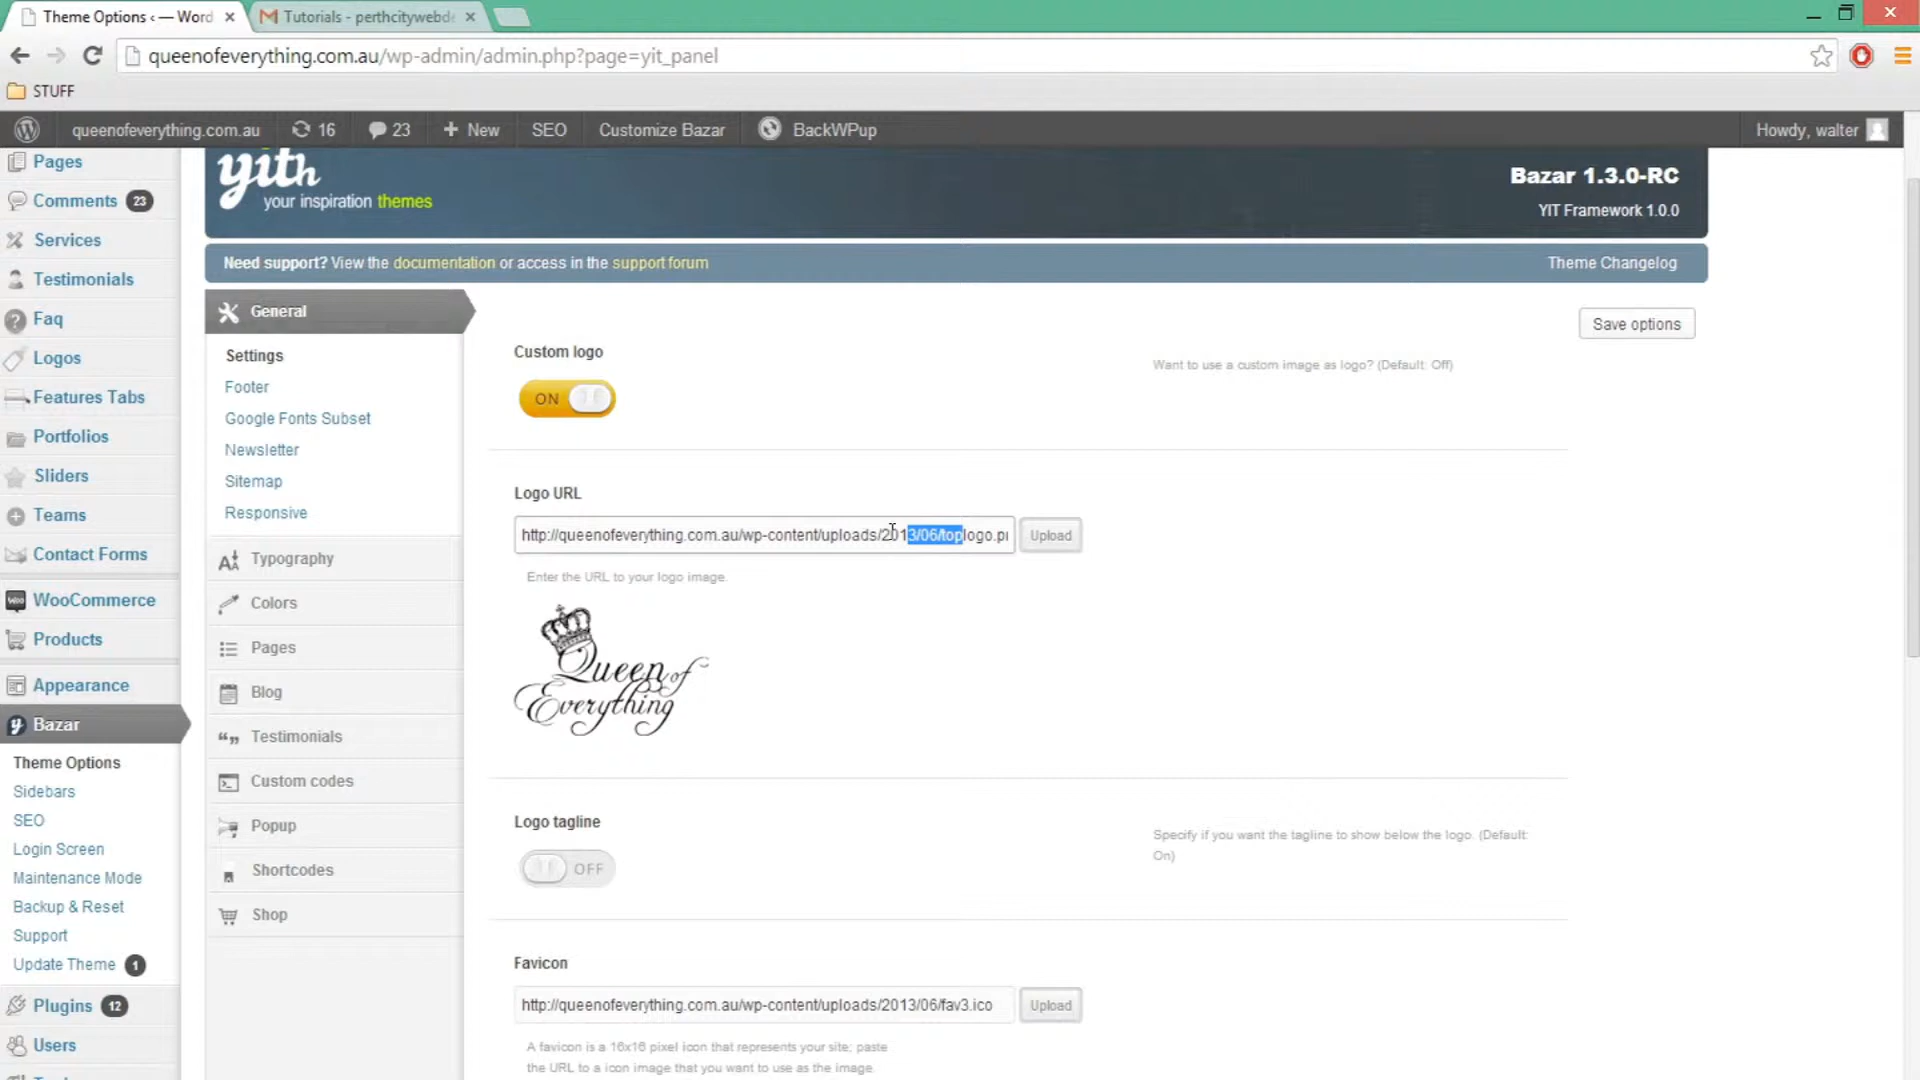 Theme Options ‹ — Word
Tutorials - perthcitywebde
queenofeverything.com.au/wp-admin/admin.php?page=yit_panel
STUFF
queenofeverything.com.au 16 23 + New SEO Customize Bazar BackWPup Howdy, walter
Pages
Comments 23
Services
Testimonials
Faq
Logos
Features Tabs
Portfolios
Sliders
Teams
Contact Forms
WooCommerce
Products
Appearance
Bazar
Theme Options
Sidebars
SEO
Login Screen
Maintenance Mode
Backup & Reset
Support
Update Theme 1
Plugins 12
Users
yith
your inspiration themes
Bazar 1.3.0-RC
YIT Framework 1.0.0
Need support? View the documentation or access in the support forum
Theme Changelog
General
Settings
Footer
Google Fonts Subset
Newsletter
Sitemap
Responsive
Typography
Colors
Pages
Blog
Testimonials
Custom codes
Popup
Shortcodes
Shop
Save options
Custom logo
Want to use a custom image as logo? (Default: Off)
ON
Logo URL
http://queenofeverything.com.au/wp-content/uploads/2013/06/toplogo.p
Upload
Enter the URL to your logo image.
Queen of
Everything
Logo tagline
Specify if you want the tagline to show below the logo. (Default:
On)
OFF
Favicon
http://queenofeverything.com.au/wp-content/uploads/2013/06/fav3.ico
Upload
A favicon is a 16x16 pixel icon that represents your site; paste
the URL to a icon image that you want to use as the image.